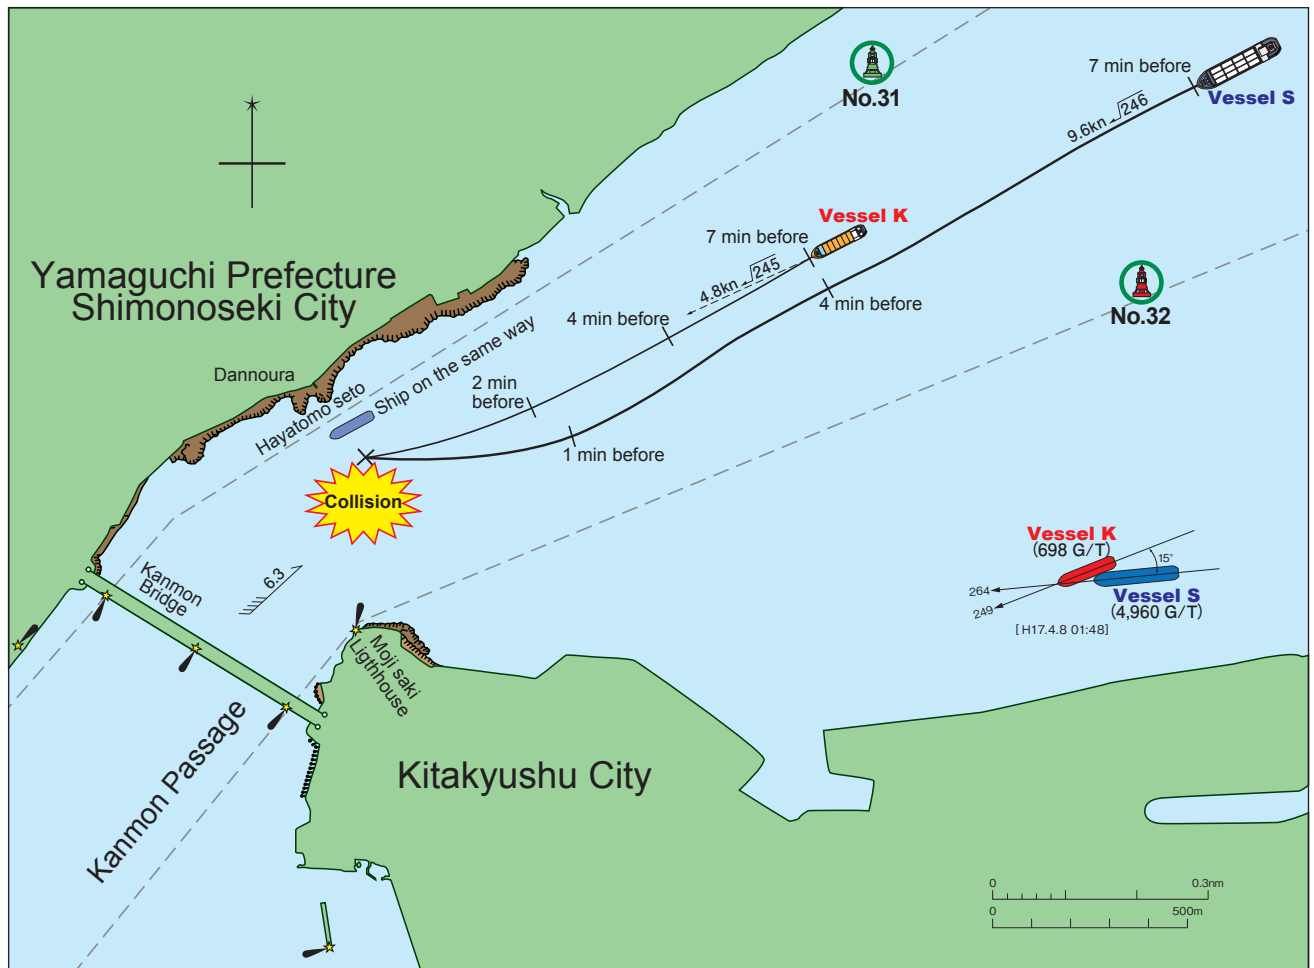 No.31
7 min before
Vessel S
9.6kn
246
Vessel K
7 min before
4.8kn
245
4 min before
No.32
Yamaguchi Prefecture
Shimonoseki City
4 min before
Ship on the same way
Dannoura
2 min
before
Hayatomo seto
1 min before
Collision
Vessel K
(698 G/T)
15°
264
249
Vessel S
(4,960 G/T)
[H17.4.8 01:48]
Kanmon
Bridge
6.3
Moji saki
Ligthhouse
Kanmon Passage
Kitakyushu City
0
0.3nm
0
500m